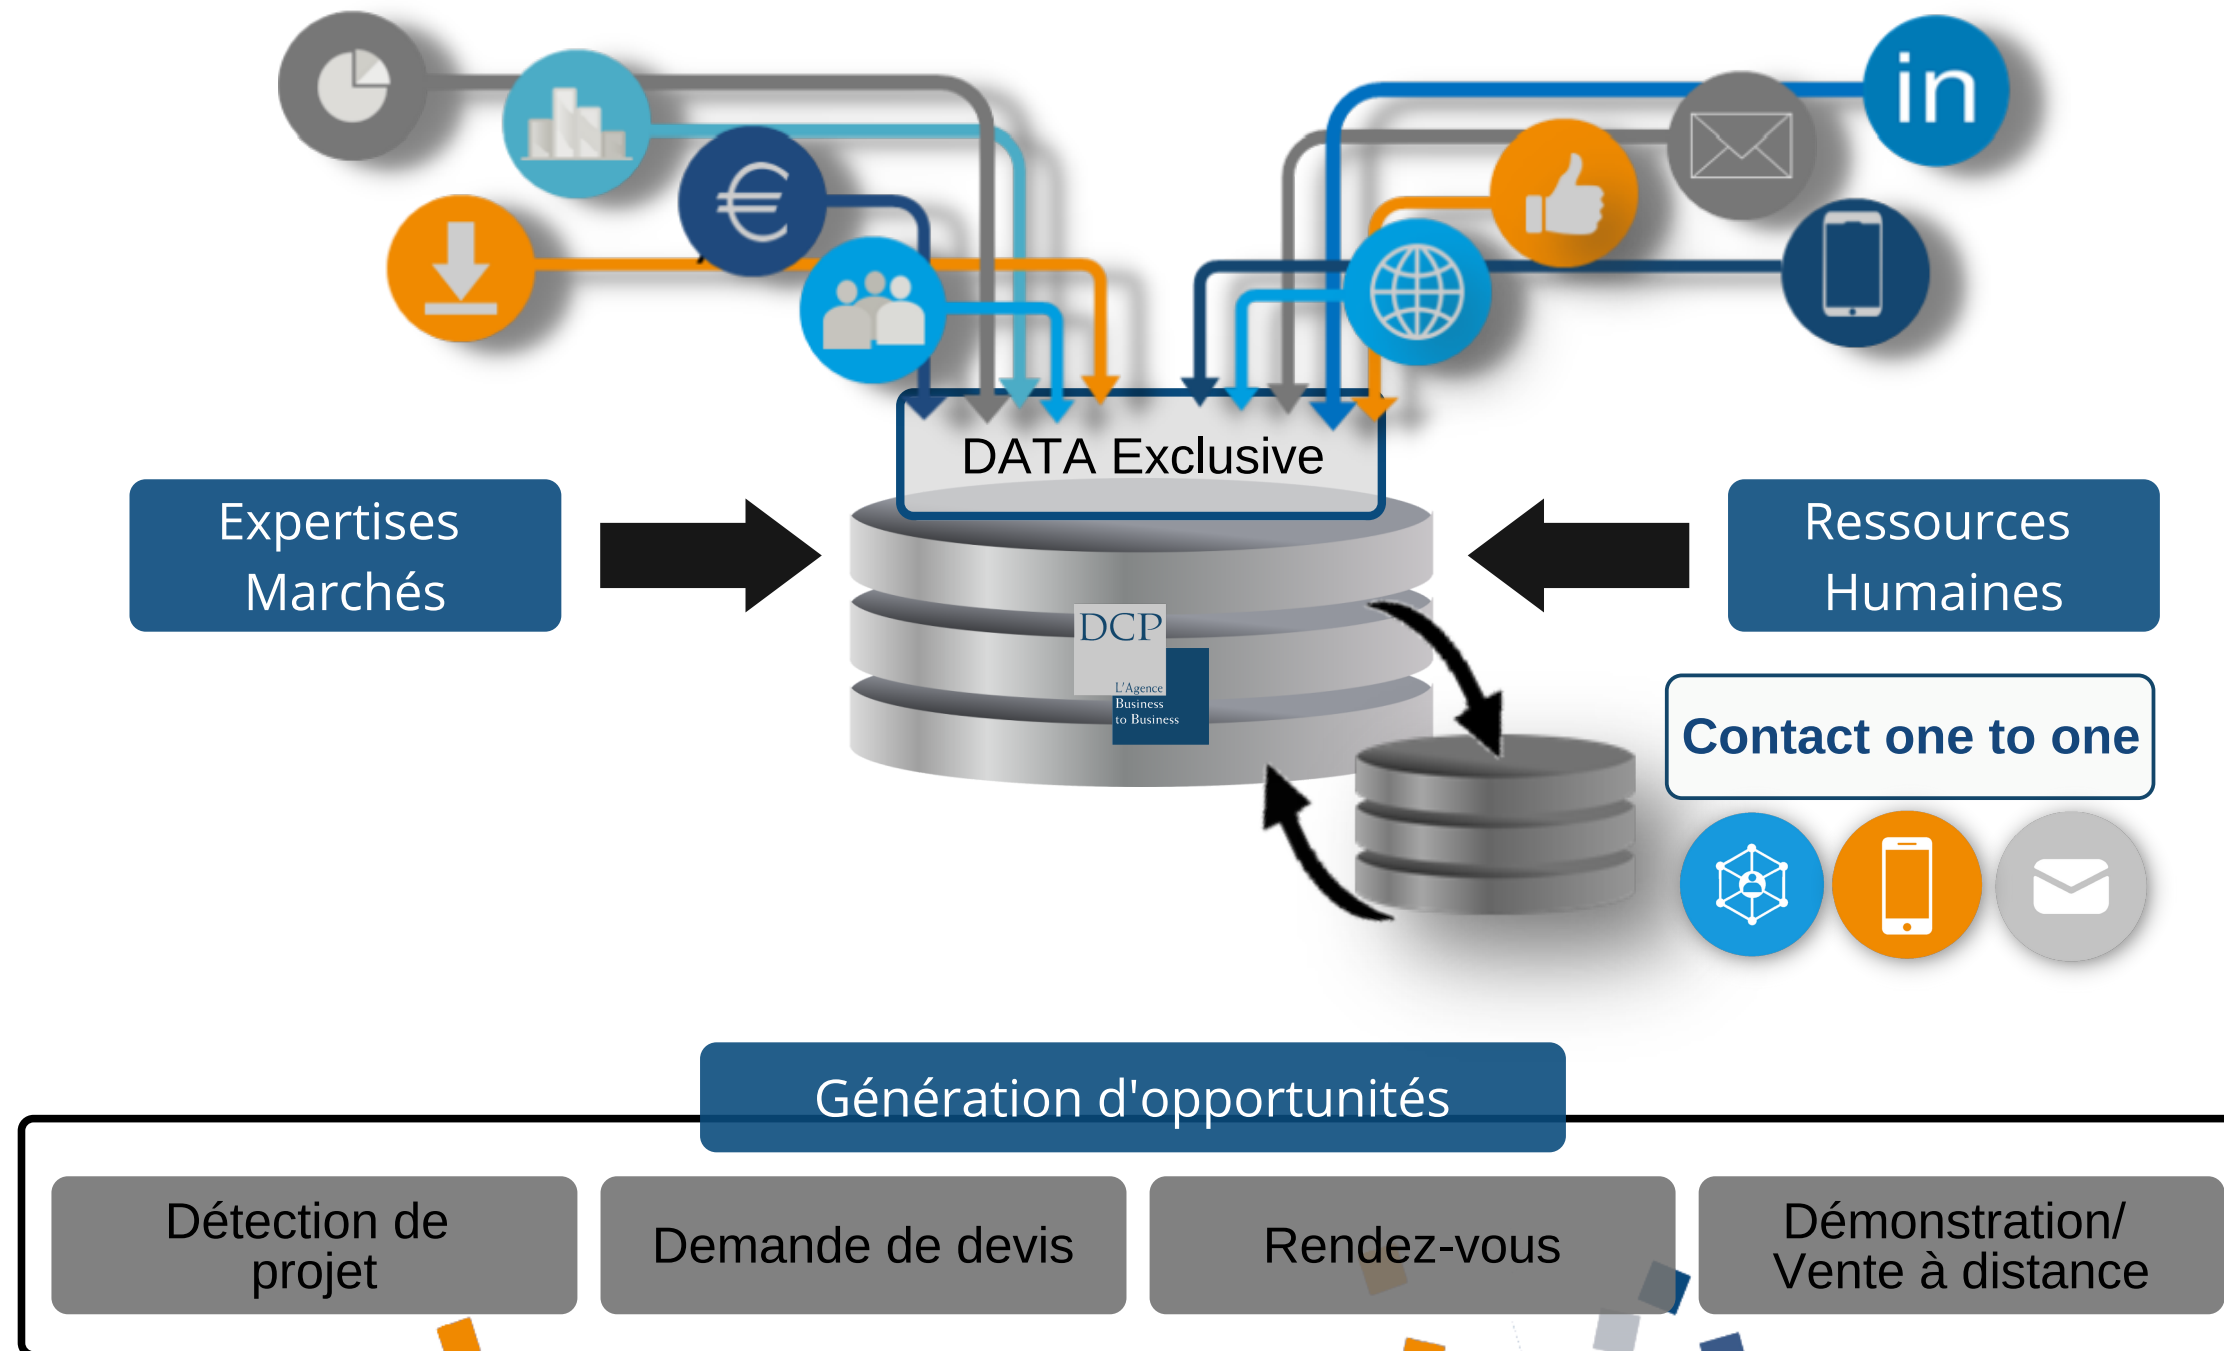 in
€
DATA Exclusive
Expertises
Marchés
Ressources
Humaines
DCP
L'Agence
Business
to Business
Contact one to one
Génération d'opportunités
Détection de
projet
Demande de devis
Rendez-vous
Démonstration/
Vente à distance